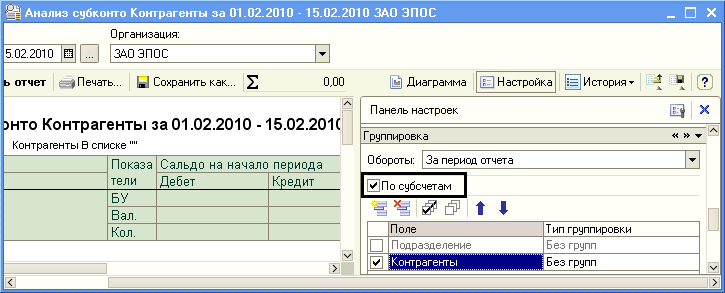 Анализ субконто Контрагенты за 01.02.2010 - 15.02.2010 ЗАО ЭПОС
Организация:
5.02.2010 ... ЗАО ЭПОС
ь отчет Печать... Сохранить как... Σ 0,00 Диаграмма Настройка История ?
Панель настроек
онто Контрагенты за 01.02.2010 - 15.02.2010
Контрагенты В списке ""
Группировка
Обороты: За период отчета
По субсчетам
Показа тели Сальдо на начало периода
Дебет Кредит
БУ
Вал.
Кол.
Поле Тип группировки
Подразделение Без групп
Контрагенты Без групп